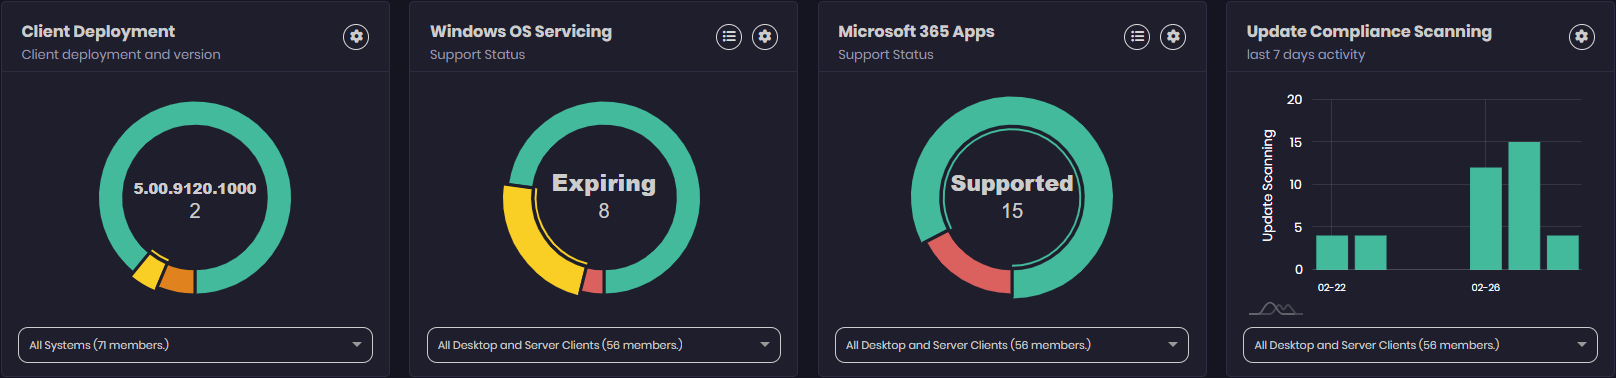 Client Deployment
Client deployment and version
5.00.9120.1000
2
All Systems (71 members.)
Windows OS Servicing
Support Status
Expiring
8
All Desktop and Server Clients (56 members.)
Microsoft 365 Apps
Support Status
Supported
15
All Desktop and Server Clients (56 members.)
Update Compliance Scanning
last 7 days activity
Update Scanning
20
15
10
5
0
02-22
02-26
All Desktop and Server Clients (56 members.)